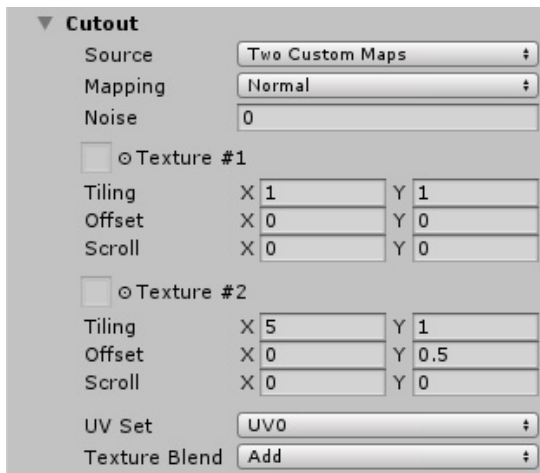 Cutout
Source Two Custom Maps
Mapping Normal
Noise 0
Texture #1
Tiling X 1 Y 1
Offset X 0 Y 0
Scroll X 0 Y 0
Texture #2
Tiling X 5 Y 1
Offset X 0 Y 0.5
Scroll X 0 Y 0
UV Set UV0
Texture Blend Add